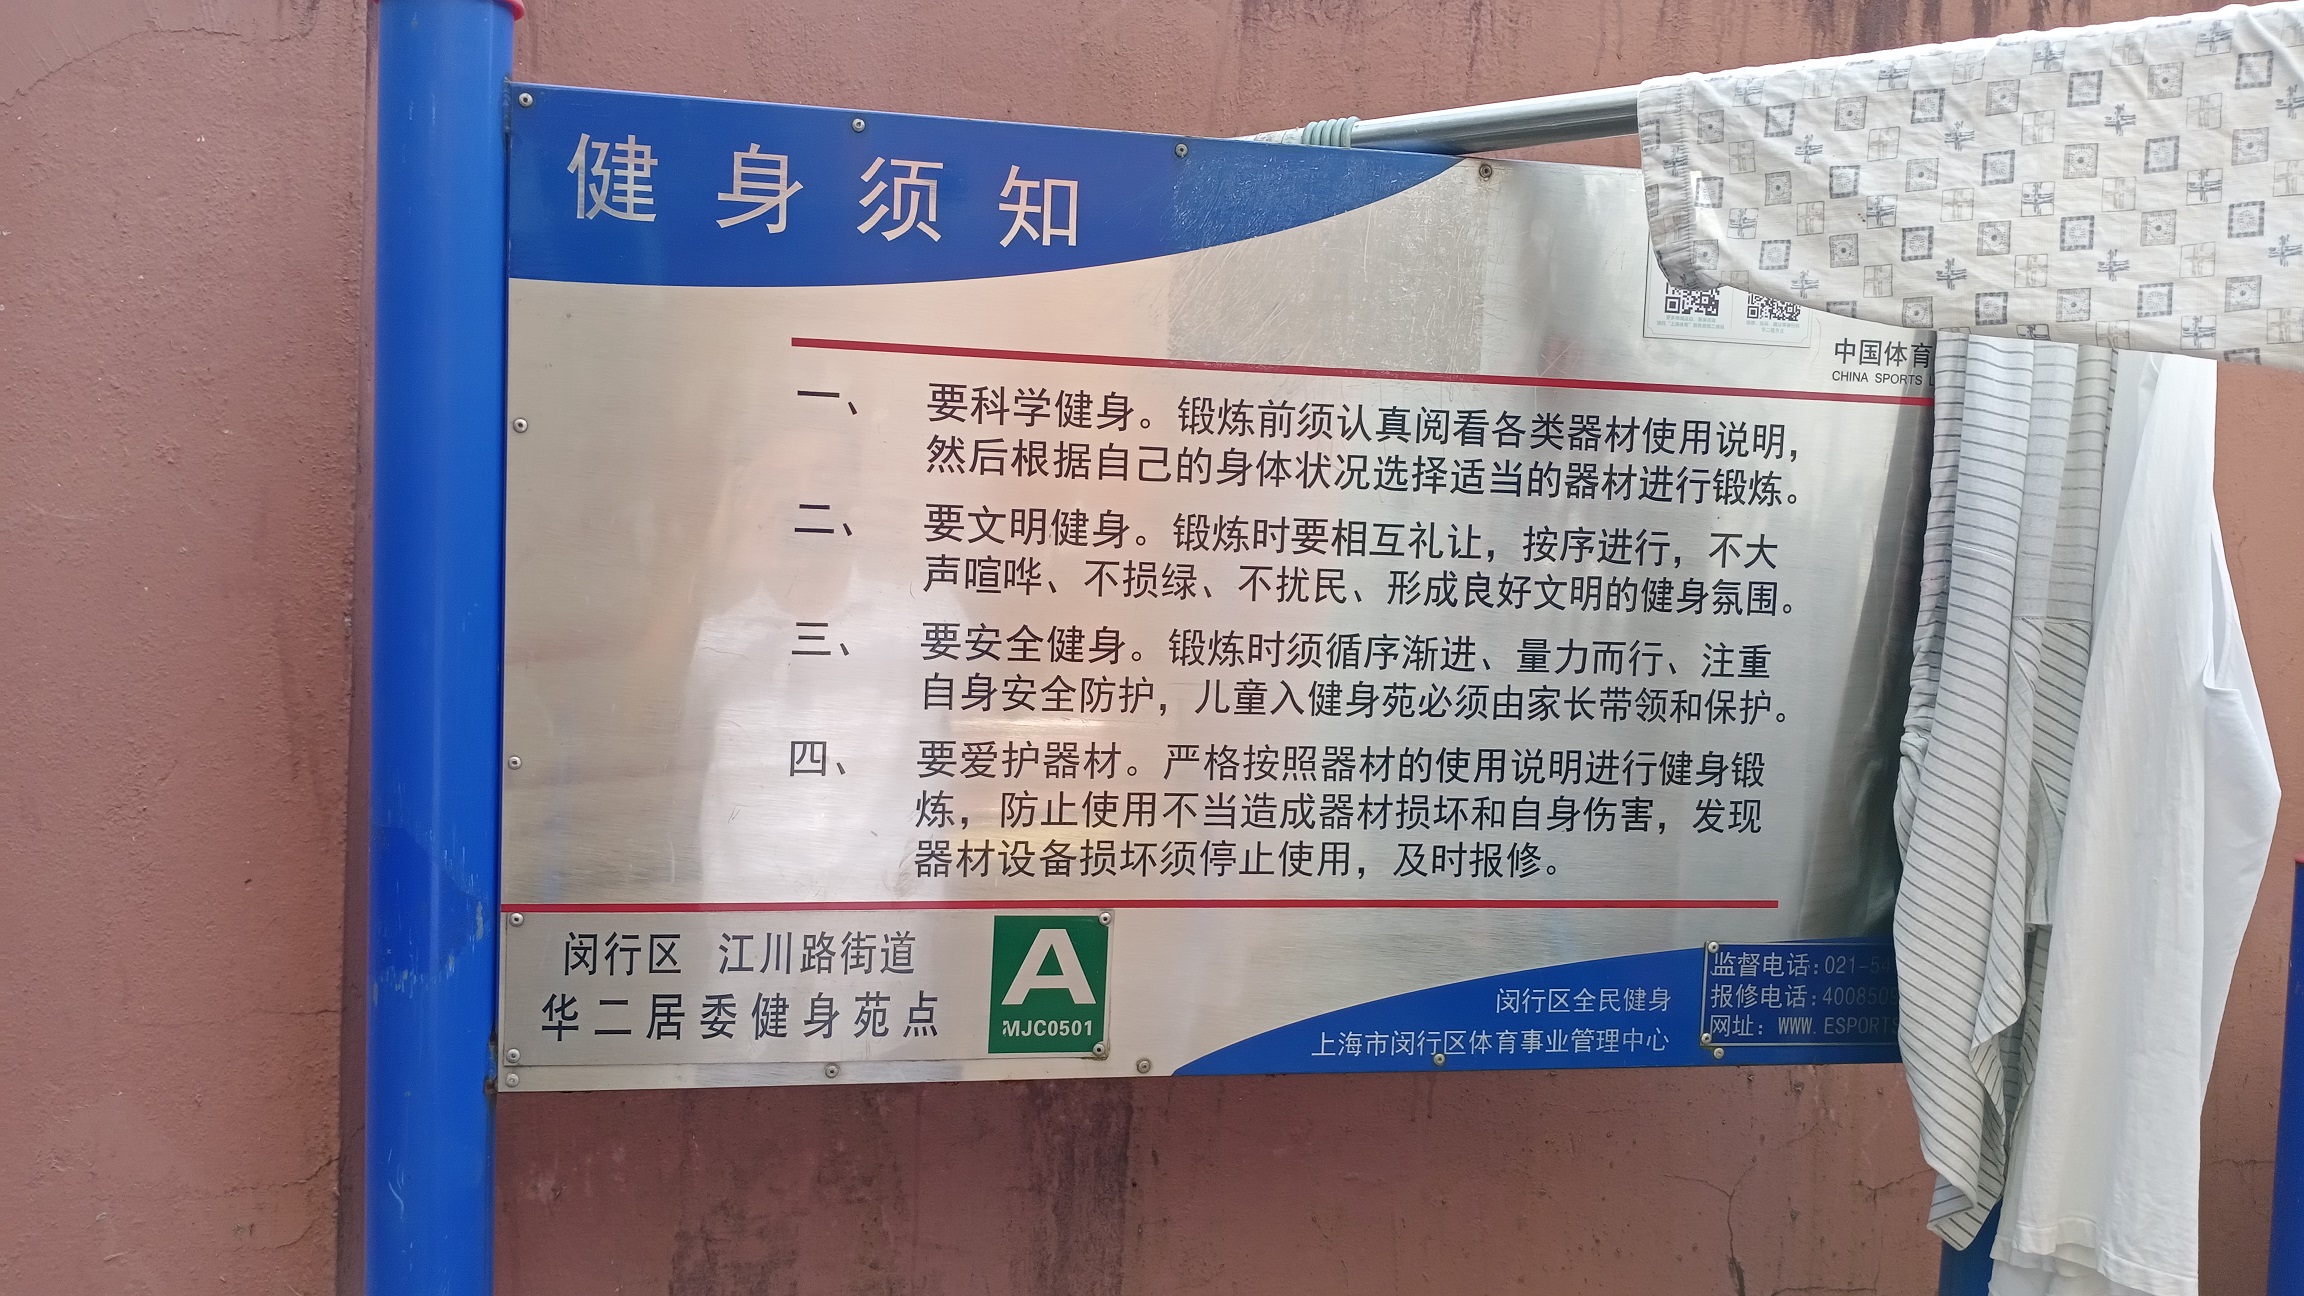 健身须知
中国体育
CHINA SPORTS
一、 要科学健身。锻炼前须认真阅看各类器材使用说明，
然后根据自己的身体状况选择适当的器材进行锻炼。
二、 要文明健身。锻炼时要相互礼让，按序进行，不大
声喧哗、不损绿、不扰民、形成良好文明的健身氛围。
三、 要安全健身。锻炼时须循序渐进、量力而行、注重
自身安全防护，儿童入健身苑必须由家长带领和保护。
四、 要爱护器材。严格按照器材的使用说明进行健身锻
炼，防止使用不当造成器材损坏和自身伤害，发现
器材设备损坏须停止使用，及时报修。
闵行区 江川路街道
华二居委健身苑点
A
MJC0501
闵行区全民健身
上海市闵行区体育事业管理中心
监督电话:021-54
报修电话:400850
网址: WWW.ESPORTS